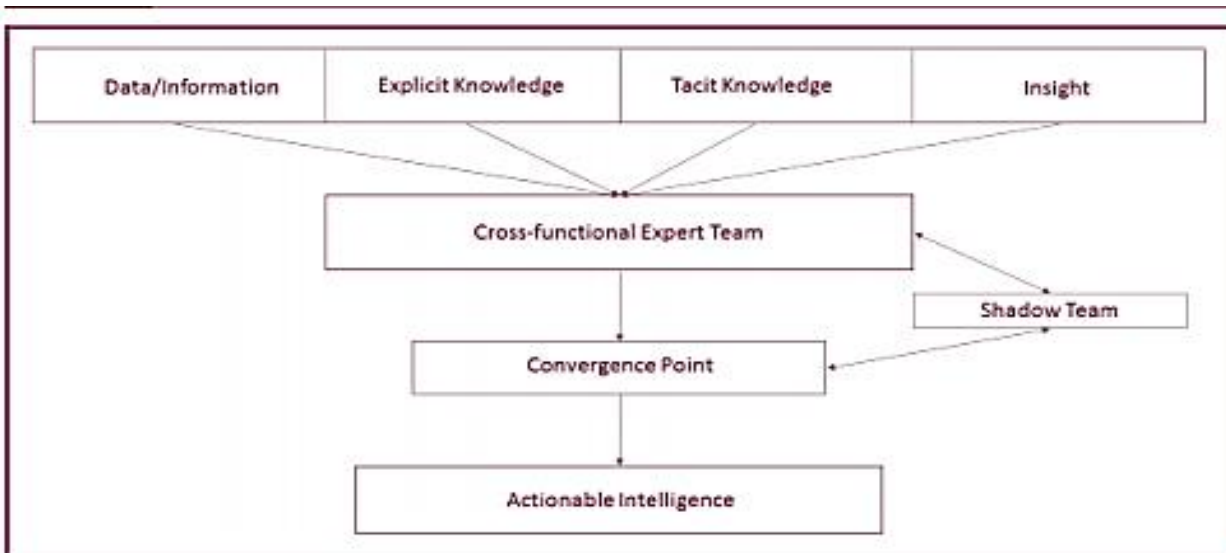 Data/Information
Explicit Knowledge
Tacit Knowledge
Insight
Cross-functional Expert Team
Shadow Team
Convergence Point
Actionable Intelligence